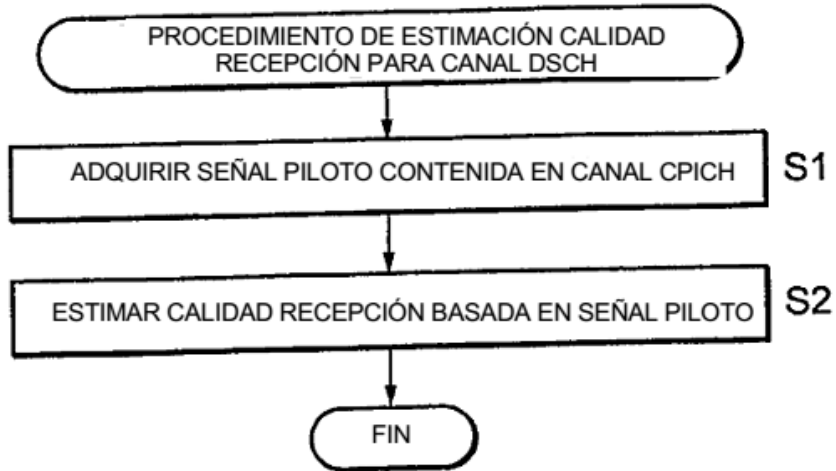 PROCEDIMIENTO DE ESTIMACIÓN CALIDAD
RECEPCIÓN PARA CANAL DSCH
ADQUIRIR SEÑAL PILOTO CONTENIDA EN CANAL CPICH
S1
ESTIMAR CALIDAD RECEPCIÓN BASADA EN SEÑAL PILOTO
S2
FIN